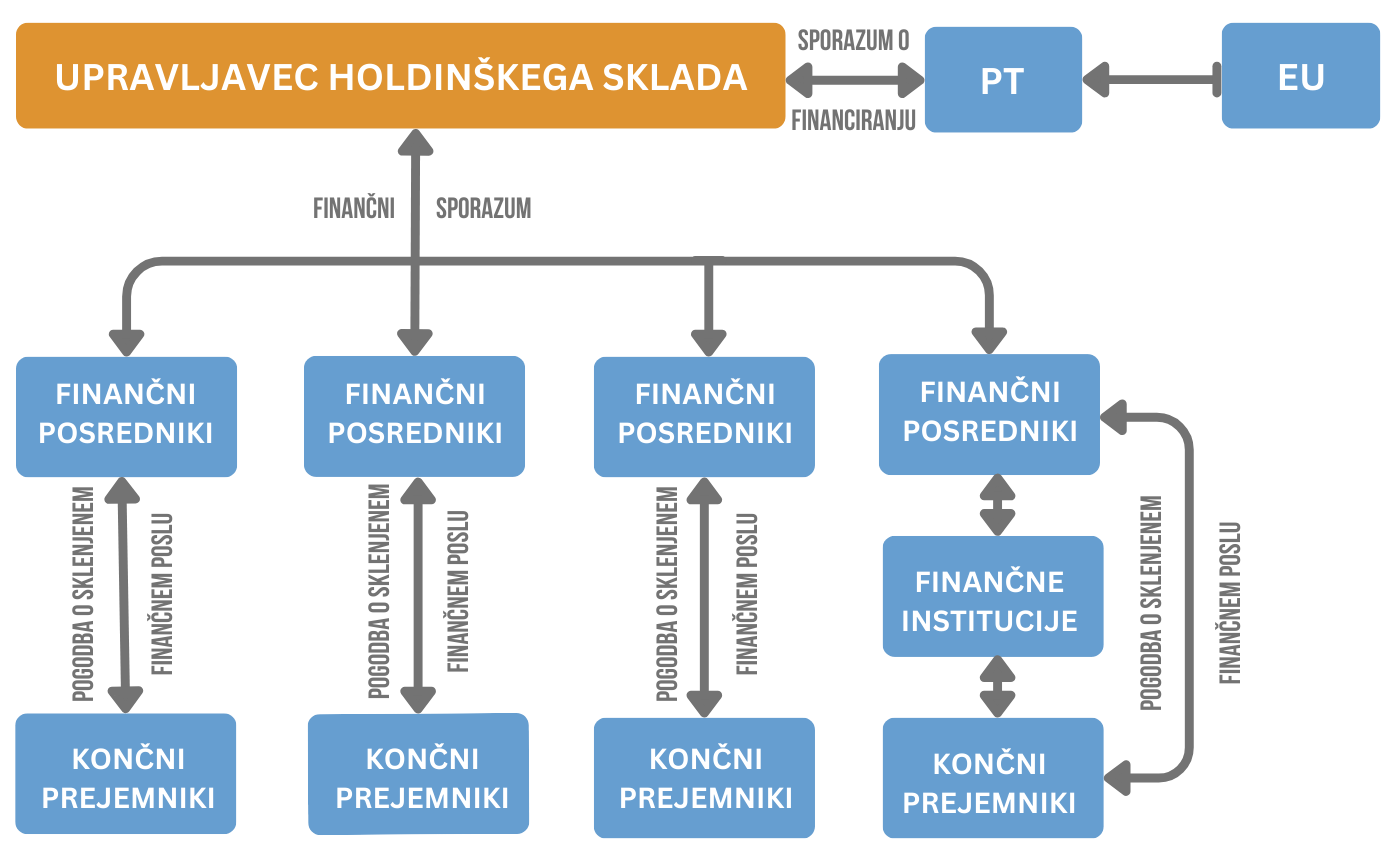 UPRAVLJAVEC HOLDINŠKEGA SKLADA
SPORAZUM O
FINANCIRANJU
PT
EU
FINANČNI
SPORAZUM
FINANČNI
POSREDNIKI
FINANČNI
POSREDNIKI
FINANČNI
POSREDNIKI
FINANČNI
POSREDNIKI
POGODBA O SKLENJENEM
FINANČNEM POSLU
POGODBA O SKLENJENEM
FINANČNEM POSLU
POGODBA O SKLENJENEM
FINANČNEM POSLU
FINANČNE
INSTITUCIJE
POGODBA O SKLENJENEM
FINANČNEM POSLU
KONČNI
PREJEMNIKI
KONČNI
PREJEMNIKI
KONČNI
PREJEMNIKI
KONČNI
PREJEMNIKI